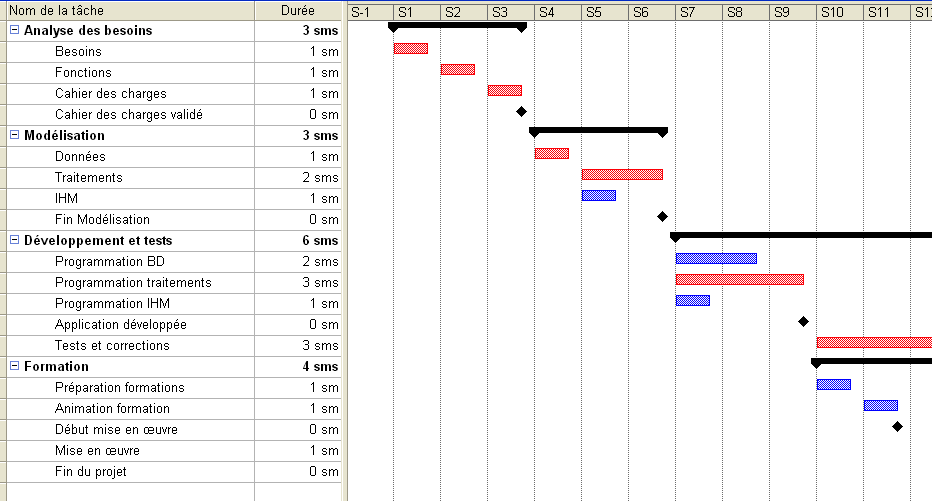 Nom de la tâche Durée S-1 S1 S2 S3 S4 S5 S6 S7 S8 S9 S10 S11
Analyse des besoins 3 sms
Besoins 1 sm
Fonctions 1 sm
Cahier des charges 1 sm
Cahier des charges validé 0 sm
Modélisation 3 sms
Données 1 sm
Traitements 2 sms
IHM 1 sm
Fin Modélisation 0 sm
Développement et tests 6 sms
Programmation BD 2 sms
Programmation traitements 3 sms
Programmation IHM 1 sm
Application développée 0 sm
Tests et corrections 3 sms
Formation 4 sms
Préparation formations 1 sm
Animation formation 1 sm
Début mise en œuvre 0 sm
Mise en œuvre 1 sm
Fin du projet 0 sm